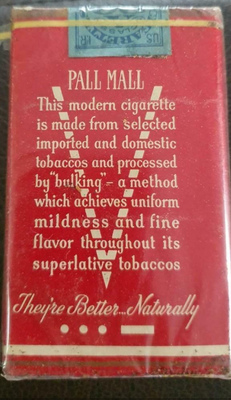 PALL MALL
This modern cigarette
is made from selected
imported and domestic
tobaccos and processed
by "bulking" - a method
which achieves uniform
mildness and fine
flavor throughout its
superlative tobaccos
They're Better...Naturally